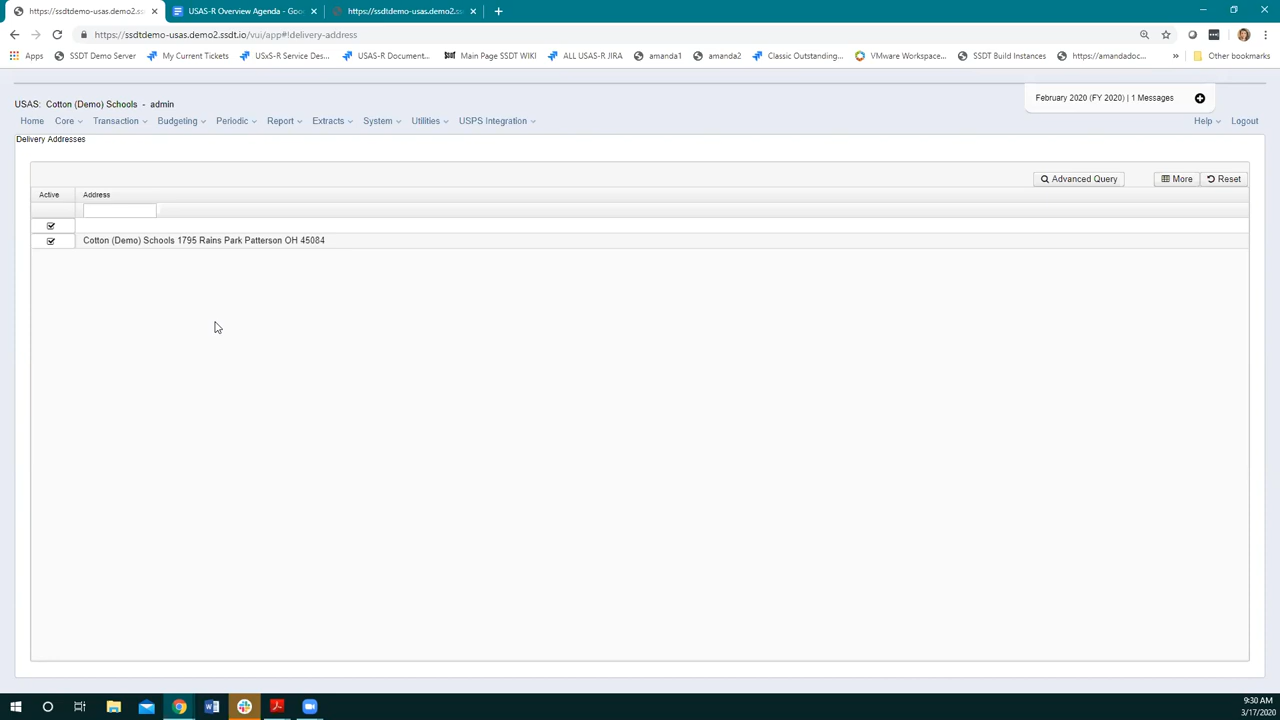 https://ssdtdemo-usas.demo2.ss
USAS-R Overview Agenda - Goo
https://ssdtdemo-usas.demo2.ss
https://ssdtdemo-usas.demo2.ssdt.io/vui/app#!delivery-address
Apps SSDT Demo Server My Current Tickets USxS-R Service Des... USAS-R Document... Main Page SSDT WIKI ALL USAS-R JIRA amanda1 amanda2 Classic Outstanding... VMware Workspace... SSDT Build Instances https://amandadoc... » Other bookmarks
USAS: Cotton (Demo) Schools - admin
February 2020 (FY 2020) | 1 Messages
Home Core Transaction Budgeting Periodic Report Extracts System Utilities USPS Integration Help Logout
Delivery Addresses
Advanced Query More Reset
Active Address
Cotton (Demo) Schools 1795 Rains Park Patterson OH 45084
9:30 AM
3/17/2020